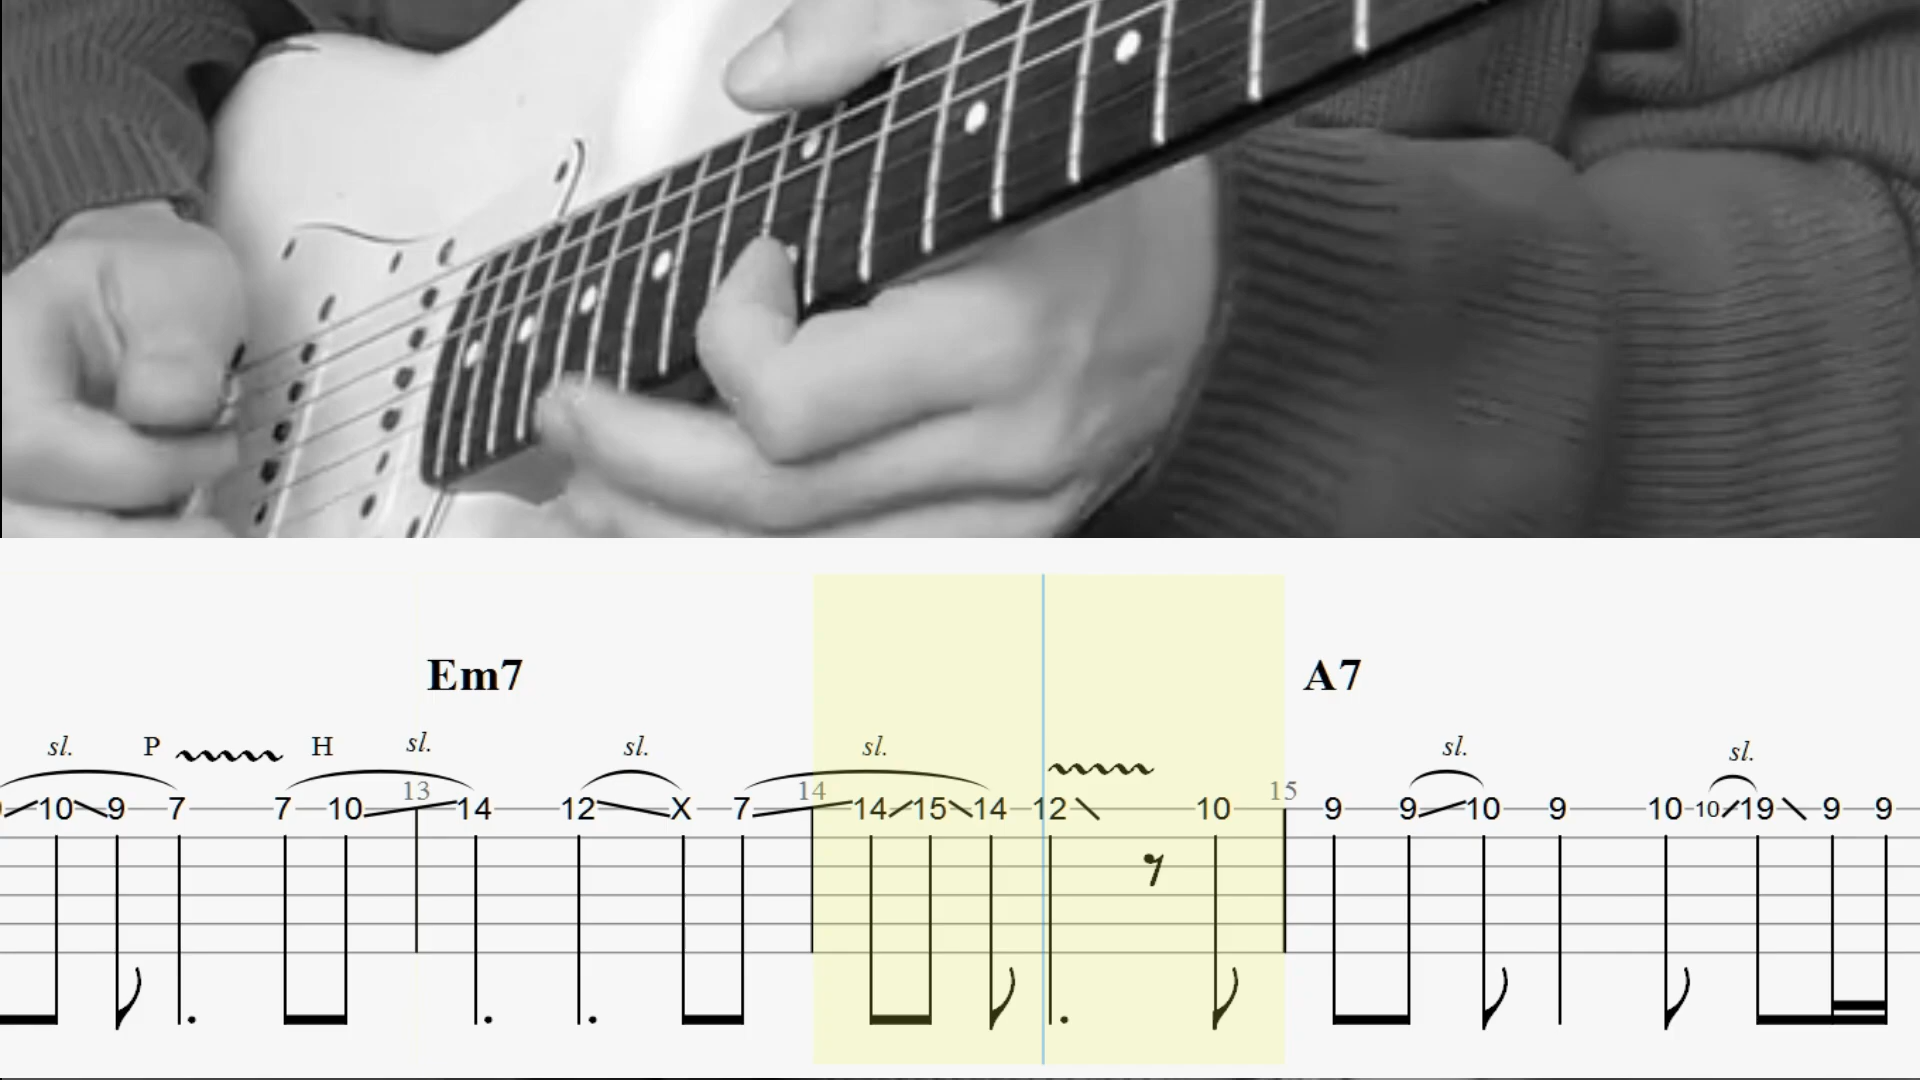 Em7 A7
sl. P H sl. sl. sl. sl. sl.
13 14 15
10 9 7 7 10 14 12 X 7 14 15 14 12 10 9 9 10 9 10 10 19 9 9